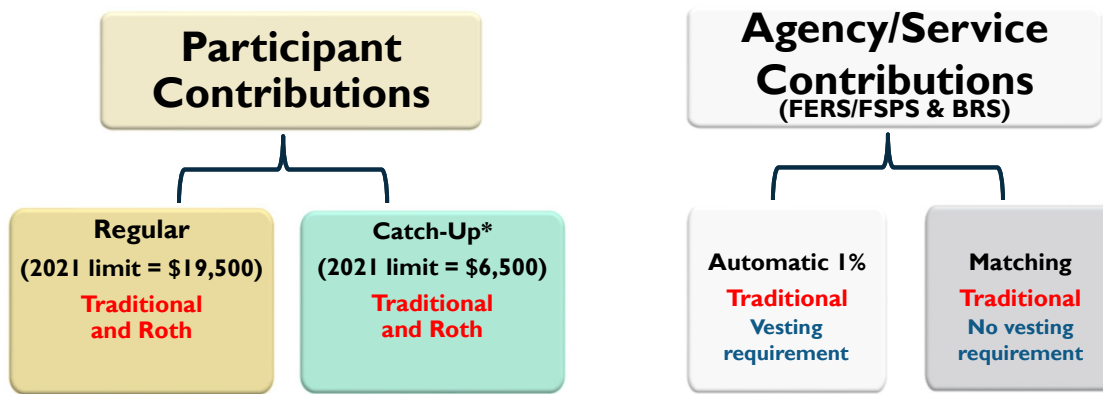 Participant
Contributions
Regular
(2021 limit = $19,500)
Traditional
and Roth
Catch-Up*
(2021 limit = $6,500)
Traditional
and Roth
Agency/Service
Contributions
(FERS/FSPS & BRS)
Automatic 1%
Traditional
Vesting
requirement
Matching
Traditional
No vesting
requirement